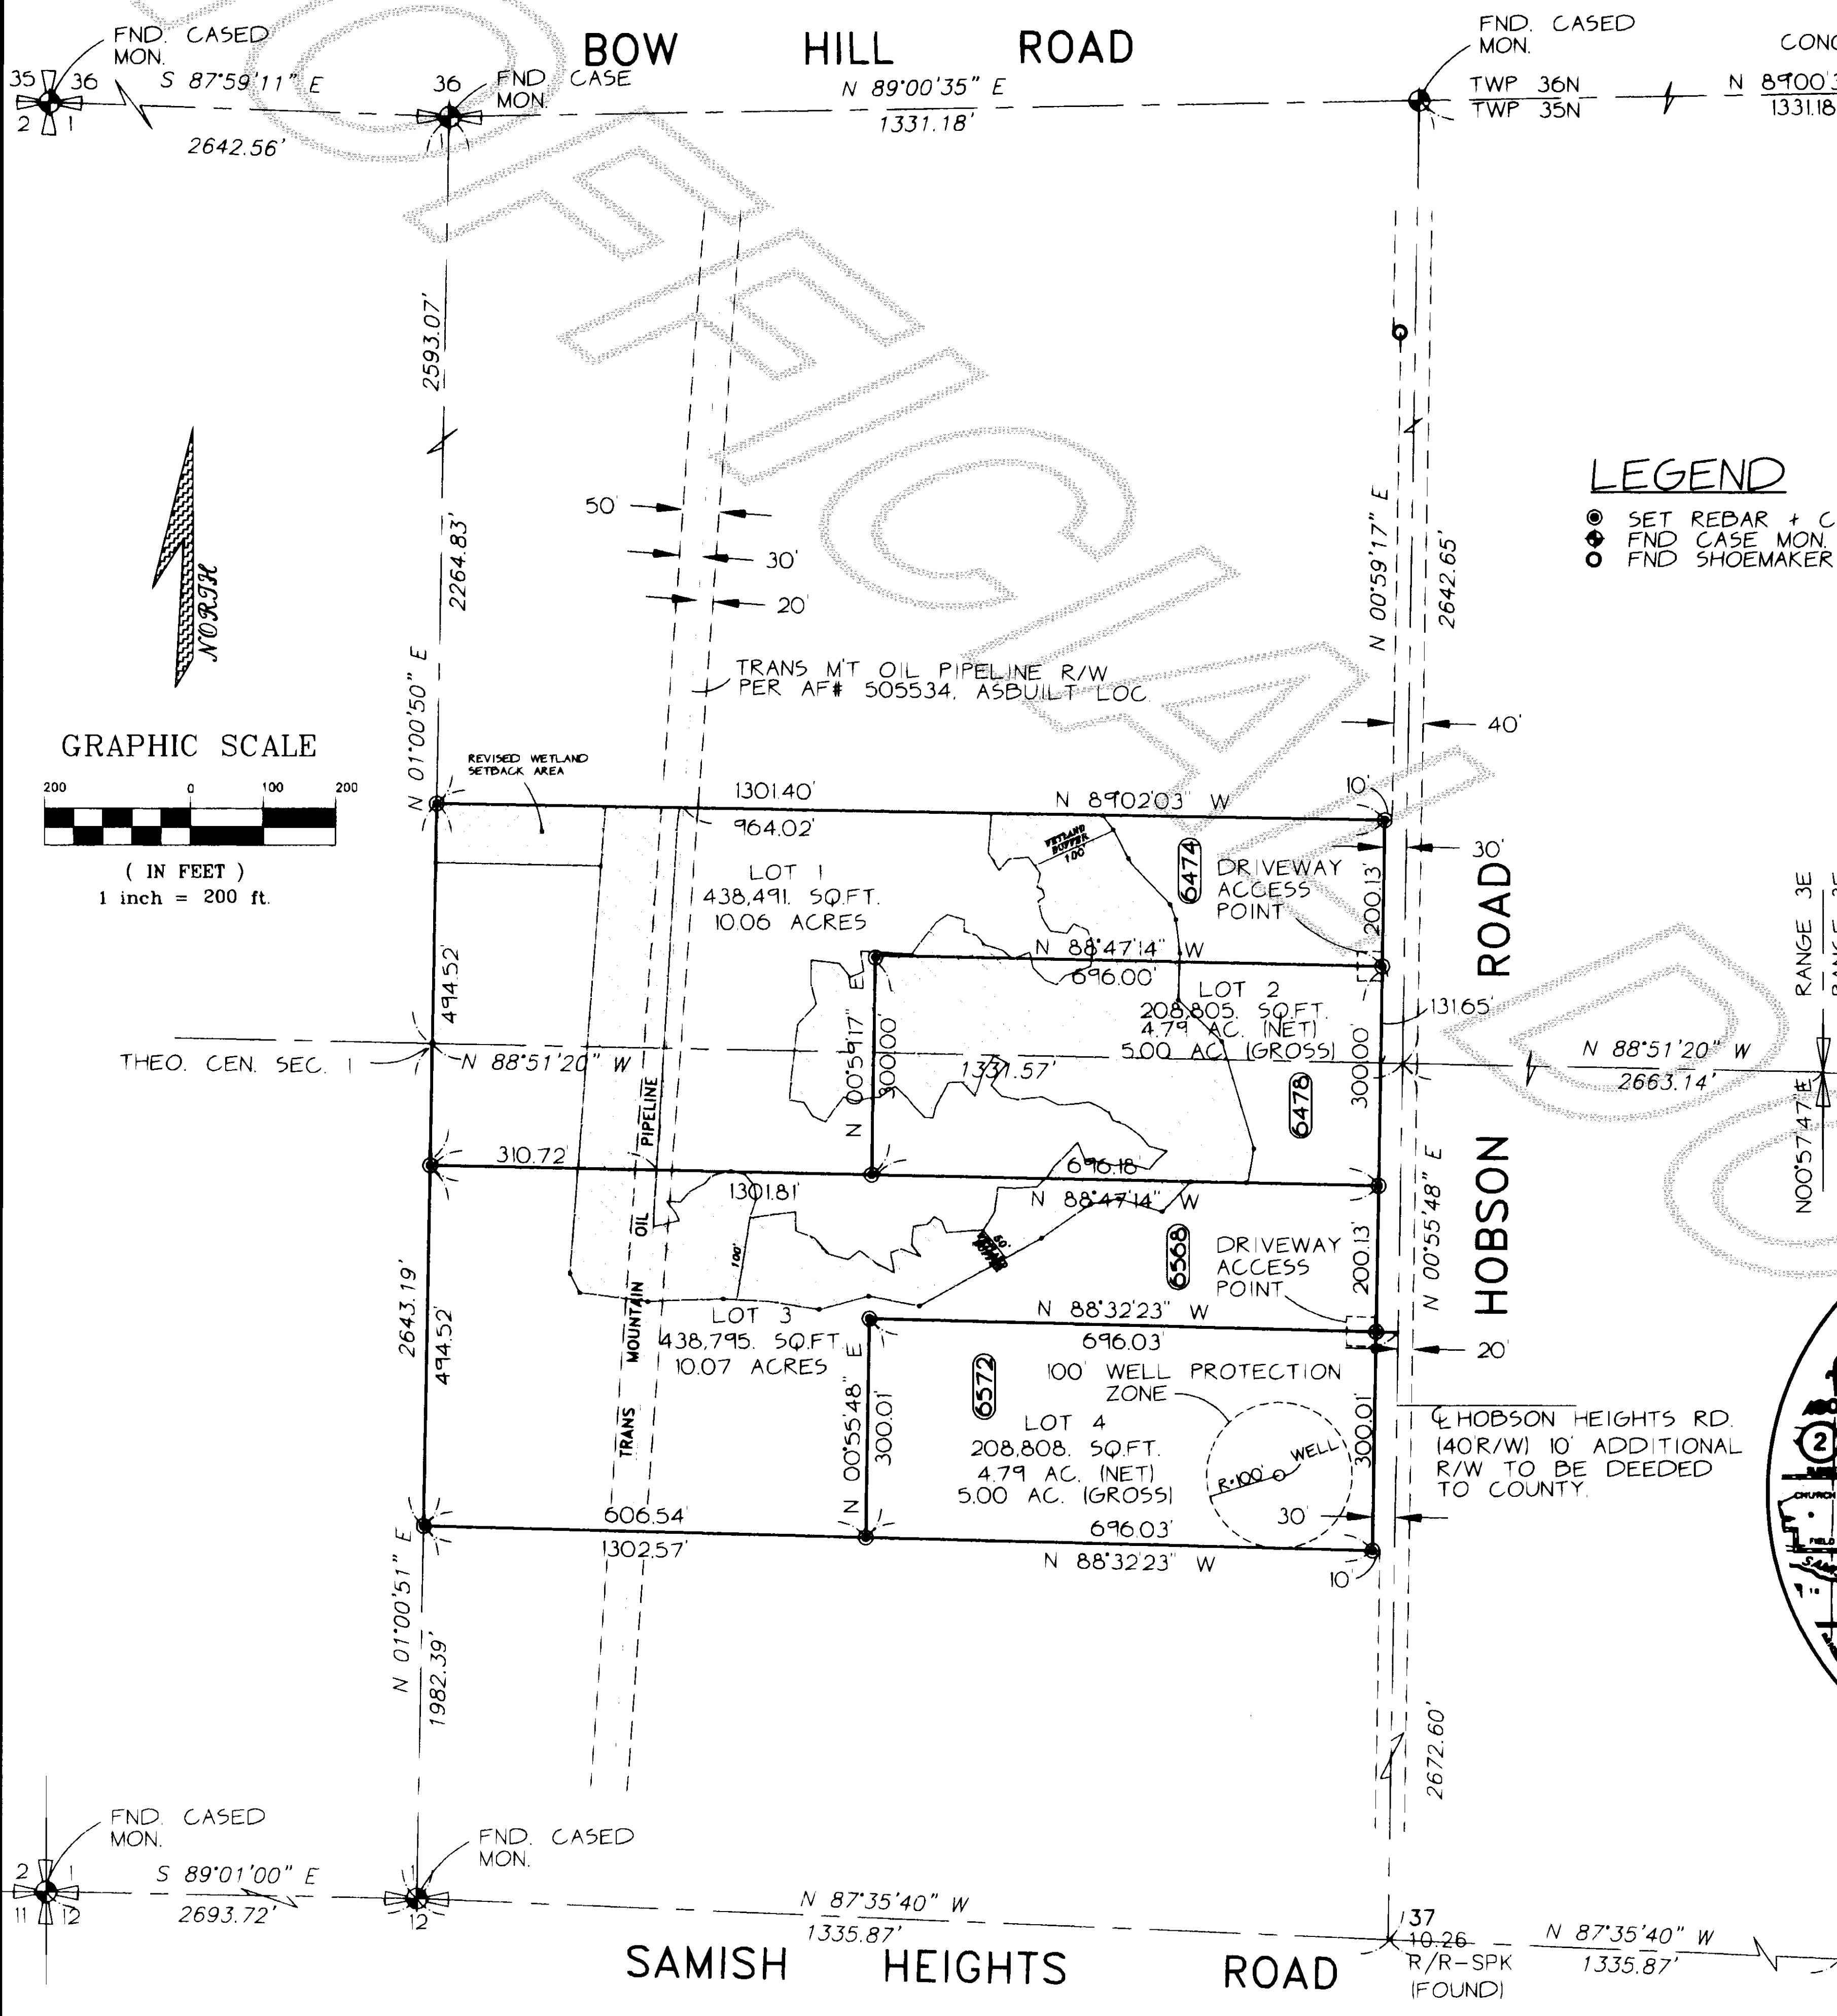 FND. CASED
MON.
BOW HILL ROAD
FND. CASED
MON.
35 36
2 1
S 87°59'11" E
2642.56'
36
FND. CASE
MON.
N 89°00'35" E
1331.18'
TWP 36N
TWP 35N
1331.18
2593.07'
2264.83'
N 01°00'50" E
NORTH
50'
30'
20'
TRANS M'T OIL PIPELINE R/W
PER AF# 505534. ASBUILT LOC.
N 00°59'17" E
2642.65'
LEGEND
SET REBAR + C
FND CASE MON.
FND SHOEMAKER
40'
GRAPHIC SCALE
200 0 100 200
( IN FEET )
1 inch = 200 ft.
REVISED WETLAND
SETBACK AREA
1301.40'
N 89°02'03" W
964.02'
10'
30'
WETLAND
BUFFER
100'
LOT 1
438,491. SQ.FT.
10.06 ACRES
6474
DRIVEWAY
ACCESS
POINT
200.13'
ROAD
RANGE 3E
494.52'
N 88°47'14" W
696.00'
LOT 2
208,805. SQ.FT.
4.79 AC. (NET)
5.00 AC. (GROSS)
131.65'
N 00°59'17" E
300.00'
300.00'
THEO. CEN. SEC. 1
N 88°51'20" W
1331.57'
N 88°51'20" W
2663.14'
N00°57'47"E
6478
TRANS MOUNTAIN OIL PIPELINE
310.72'
696.18'
1301.81'
N 88°47'14" W
100'
50'
6568
DRIVEWAY
ACCESS
POINT
200.13'
N 00°55'48" E
HOBSON
2643.19'
494.52'
LOT 3
438,795. SQ.FT.
10.07 ACRES
N 88°32'23" W
696.03'
20'
6572
100' WELL PROTECTION
ZONE
N 00°55'48" E
300.01'
LOT 4
208,808. SQ.FT.
4.79 AC. (NET)
5.00 AC. (GROSS)
R=100'
WELL
300.01'
℄ HOBSON HEIGHTS RD.
(40'R/W) 10' ADDITIONAL
R/W TO BE DEEDED
TO COUNTY.
2
CHURCH
FIELD
30'
606.54'
1302.57'
696.03'
N 88°32'23" W
10'
N 01°00'51" E
1982.39'
2672.60'
FND. CASED
MON.
FND. CASED
MON.
2 1
11 12
S 89°01'00" E
2693.72'
1
12
N 87°35'40" W
1335.87'
37
10.26
R/R-SPK
(FOUND)
N 87°35'40" W
1335.87'
SAMISH HEIGHTS ROAD